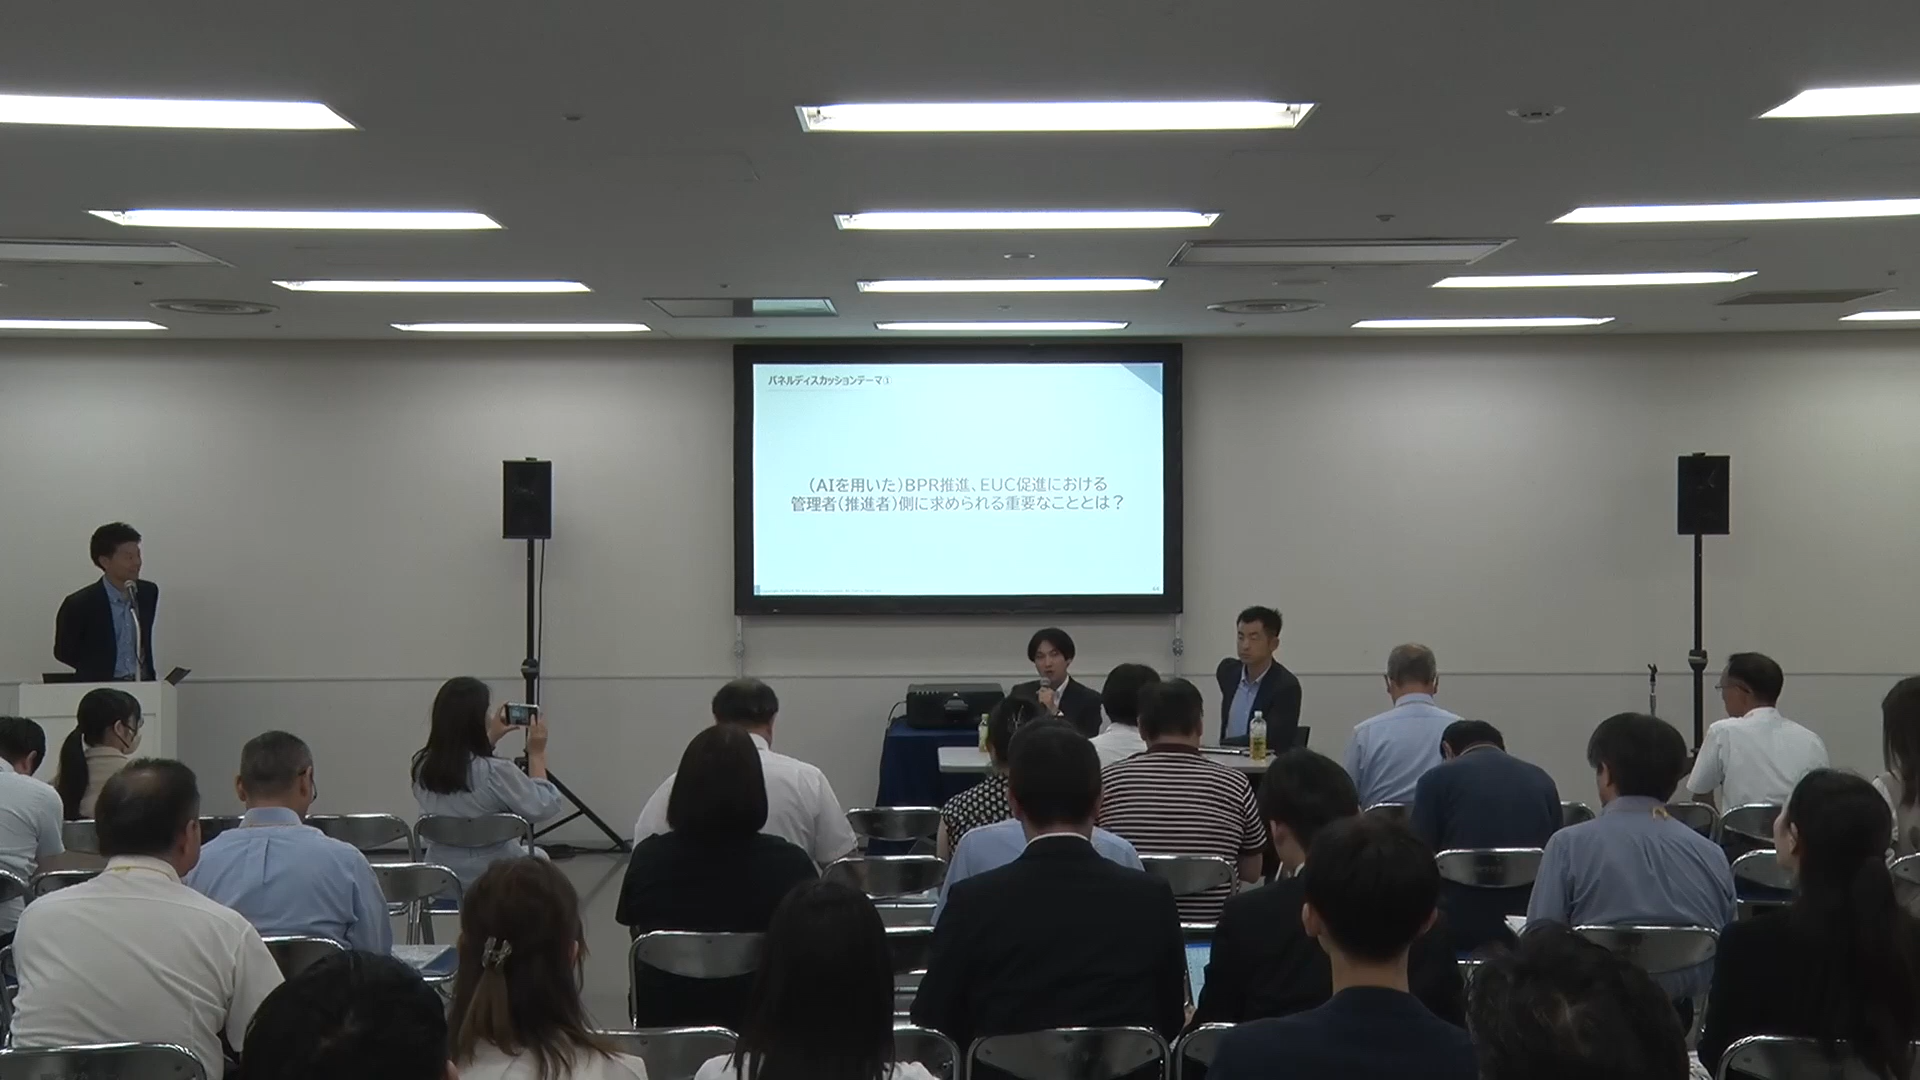 パネルディスカッションテーマ①
（AIを用いた）BPR推進、EUC促進における
管理者（推進者）側に求められる重要なこととは？